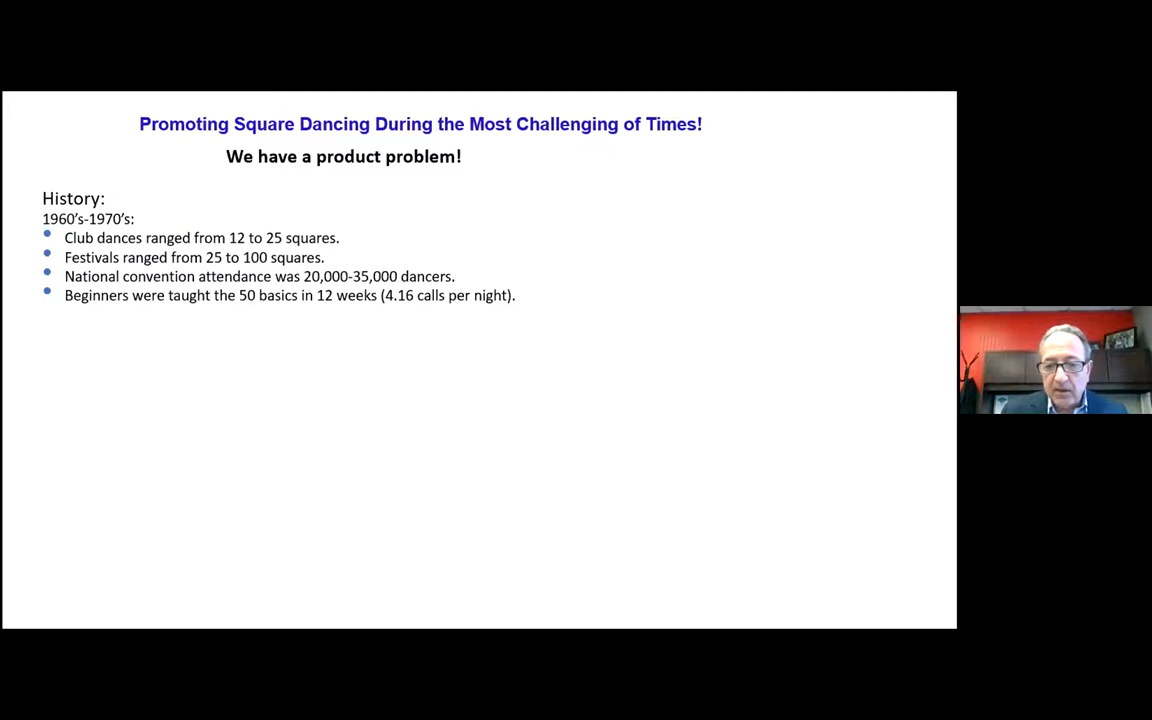 Promoting Square Dancing During the Most Challenging of Times!
We have a product problem!
History:
1960’s-1970’s:
Club dances ranged from 12 to 25 squares.
Festivals ranged from 25 to 100 squares.
National convention attendance was 20,000-35,000 dancers.
Beginners were taught the 50 basics in 12 weeks (4.16 calls per night).